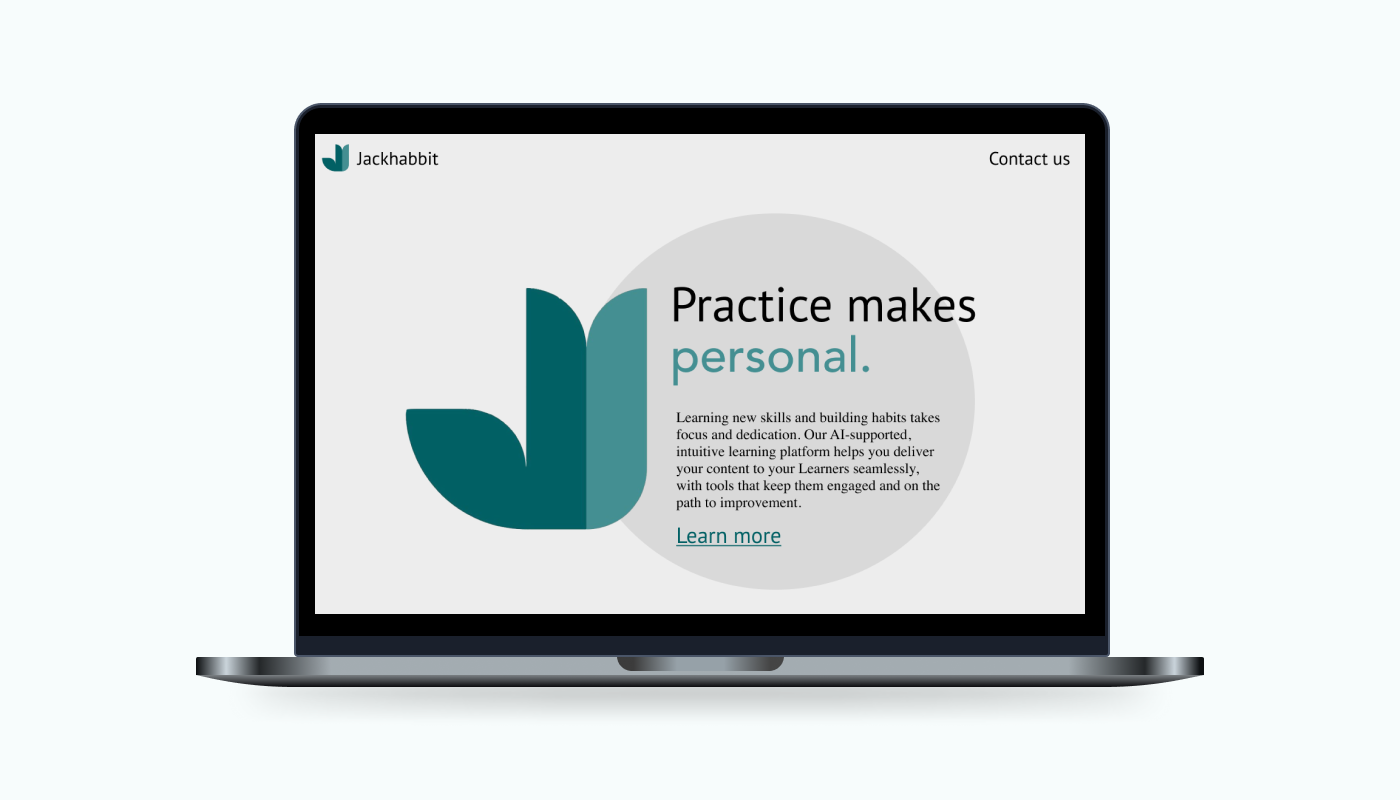 Jackhabbit
Contact us
Practice makes
personal.
Learning new skills and building habits takes
focus and dedication. Our AI-supported,
intuitive learning platform helps you deliver
your content to your Learners seamlessly,
with tools that keep them engaged and on the
path to improvement.
Learn more